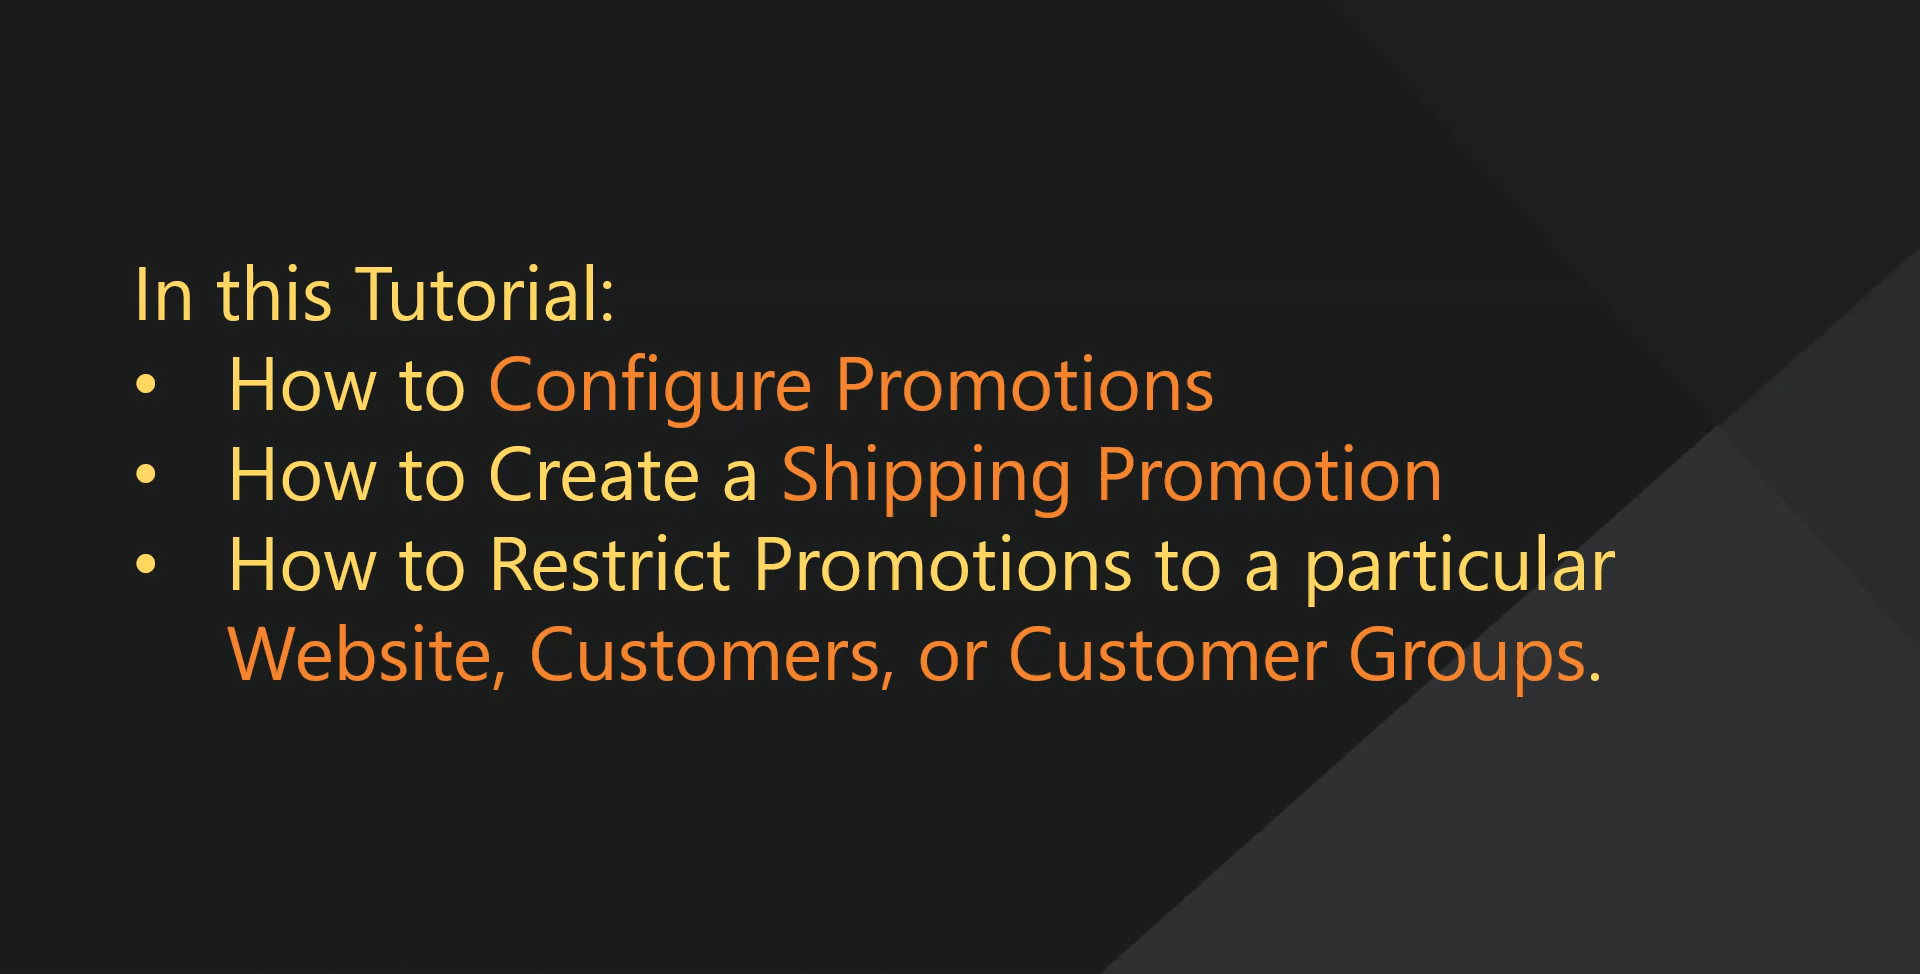 In this Tutorial:
• How to Configure Promotions
• How to Create a Shipping Promotion
• How to Restrict Promotions to a particular
Website, Customers, or Customer Groups.